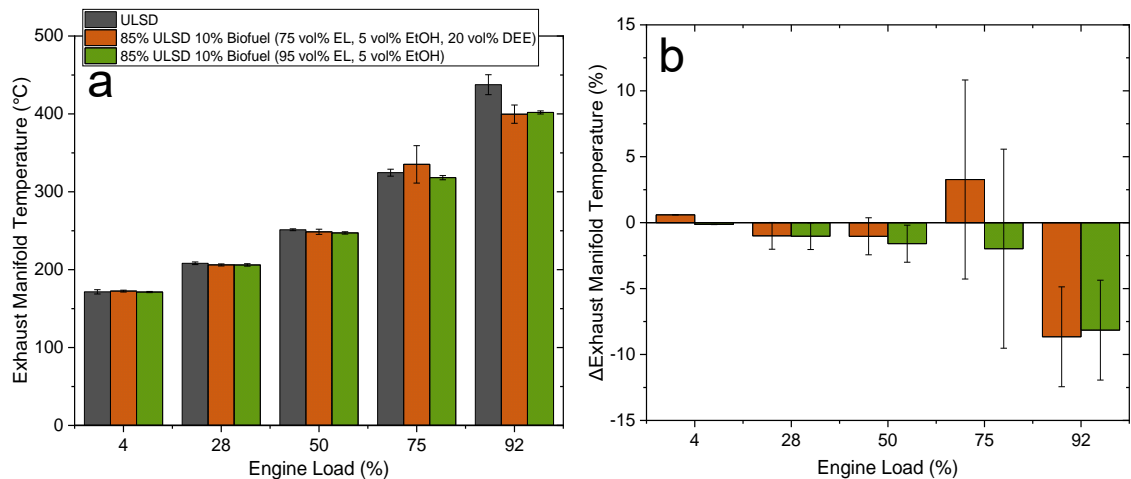 ULSD
85% ULSD 10% Biofuel (75 vol% EL, 5 vol% EtOH, 20 vol% DEE)
85% ULSD 10% Biofuel (95 vol% EL, 5 vol% EtOH)
a
Exhaust Manifold Temperature (°C)
500
400
300
200
100
0
4 28 50 75 92
Engine Load (%)
b
ΔExhaust Manifold Temperature (%)
15
10
5
0
-5
-10
-15
4 28 50 75 92
Engine Load (%)